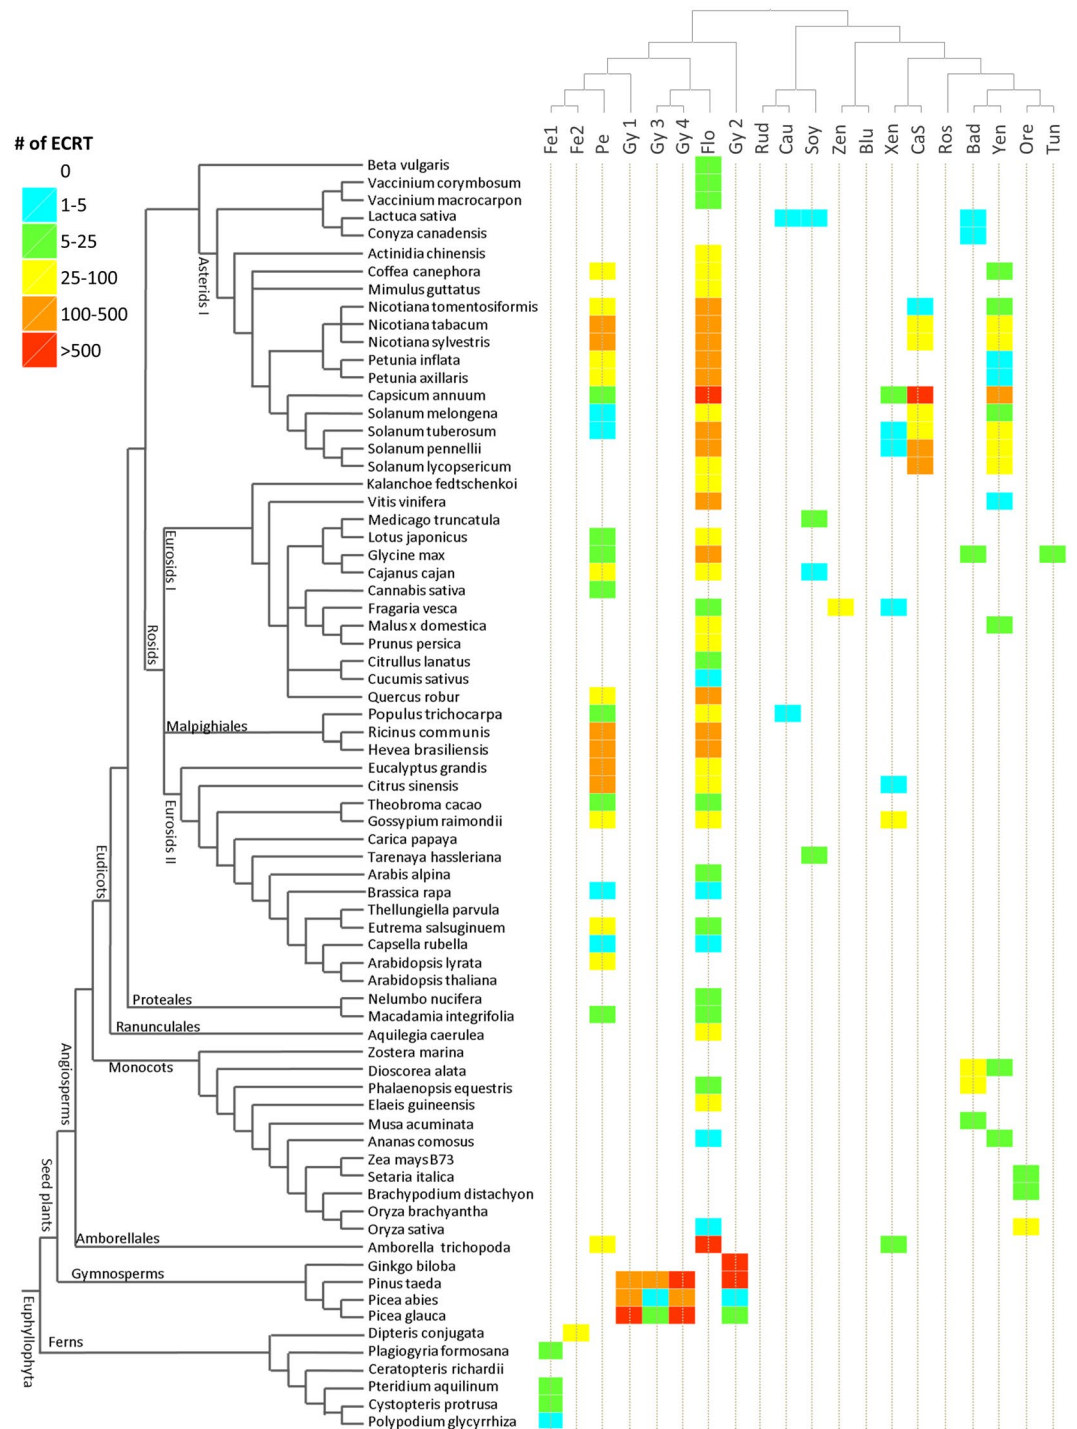 # of ECRT
0
1-5
5-25
25-100
100-500
>500
Fe1
Fe2
Pe
Gy 1
Gy 3
Gy 4
Flo
Gy 2
Rud
Cau
Soy
Zen
Blu
Xen
CaS
Ros
Bad
Yen
Ore
Tun
Beta vulgaris
Vaccinium corymbosum
Vaccinium macrocarpon
Lactuca sativa
Conyza canadensis
Actinidia chinensis
Coffea canephora
Mimulus guttatus
Nicotiana tomentosiformis
Nicotiana tabacum
Nicotiana sylvestris
Petunia inflata
Petunia axillaris
Capsicum annuum
Solanum melongena
Solanum tuberosum
Solanum pennellii
Solanum lycopsericum
Kalanchoe fedtschenkoi
Vitis vinifera
Medicago truncatula
Lotus japonicus
Glycine max
Cajanus cajan
Cannabis sativa
Fragaria vesca
Malus x domestica
Prunus persica
Citrullus lanatus
Cucumis sativus
Quercus robur
Populus trichocarpa
Ricinus communis
Hevea brasiliensis
Eucalyptus grandis
Citrus sinensis
Theobroma cacao
Gossypium raimondii
Carica papaya
Tarenaya hassleriana
Arabis alpina
Brassica rapa
Thellungiella parvula
Eutrema salsuginuem
Capsella rubella
Arabidopsis lyrata
Arabidopsis thaliana
Nelumbo nucifera
Macadamia integrifolia
Aquilegia caerulea
Zostera marina
Dioscorea alata
Phalaenopsis equestris
Elaeis guineensis
Musa acuminata
Ananas comosus
Zea mays B73
Setaria italica
Brachypodium distachyon
Oryza brachyantha
Oryza sativa
Amborella trichopoda
Ginkgo biloba
Pinus taeda
Picea abies
Picea glauca
Dipteris conjugata
Plagiogyria formosana
Ceratopteris richardii
Pteridium aquilinum
Cystopteris protrusa
Polypodium glycyrrhiza
Asterids I
Eurosids I
Rosids
Malpighiales
Eurosids II
Eudicots
Proteales
Ranunculales
Monocots
Angiosperms
Seed plants
Amborellales
Gymnosperms
Euphyllophyta
Ferns